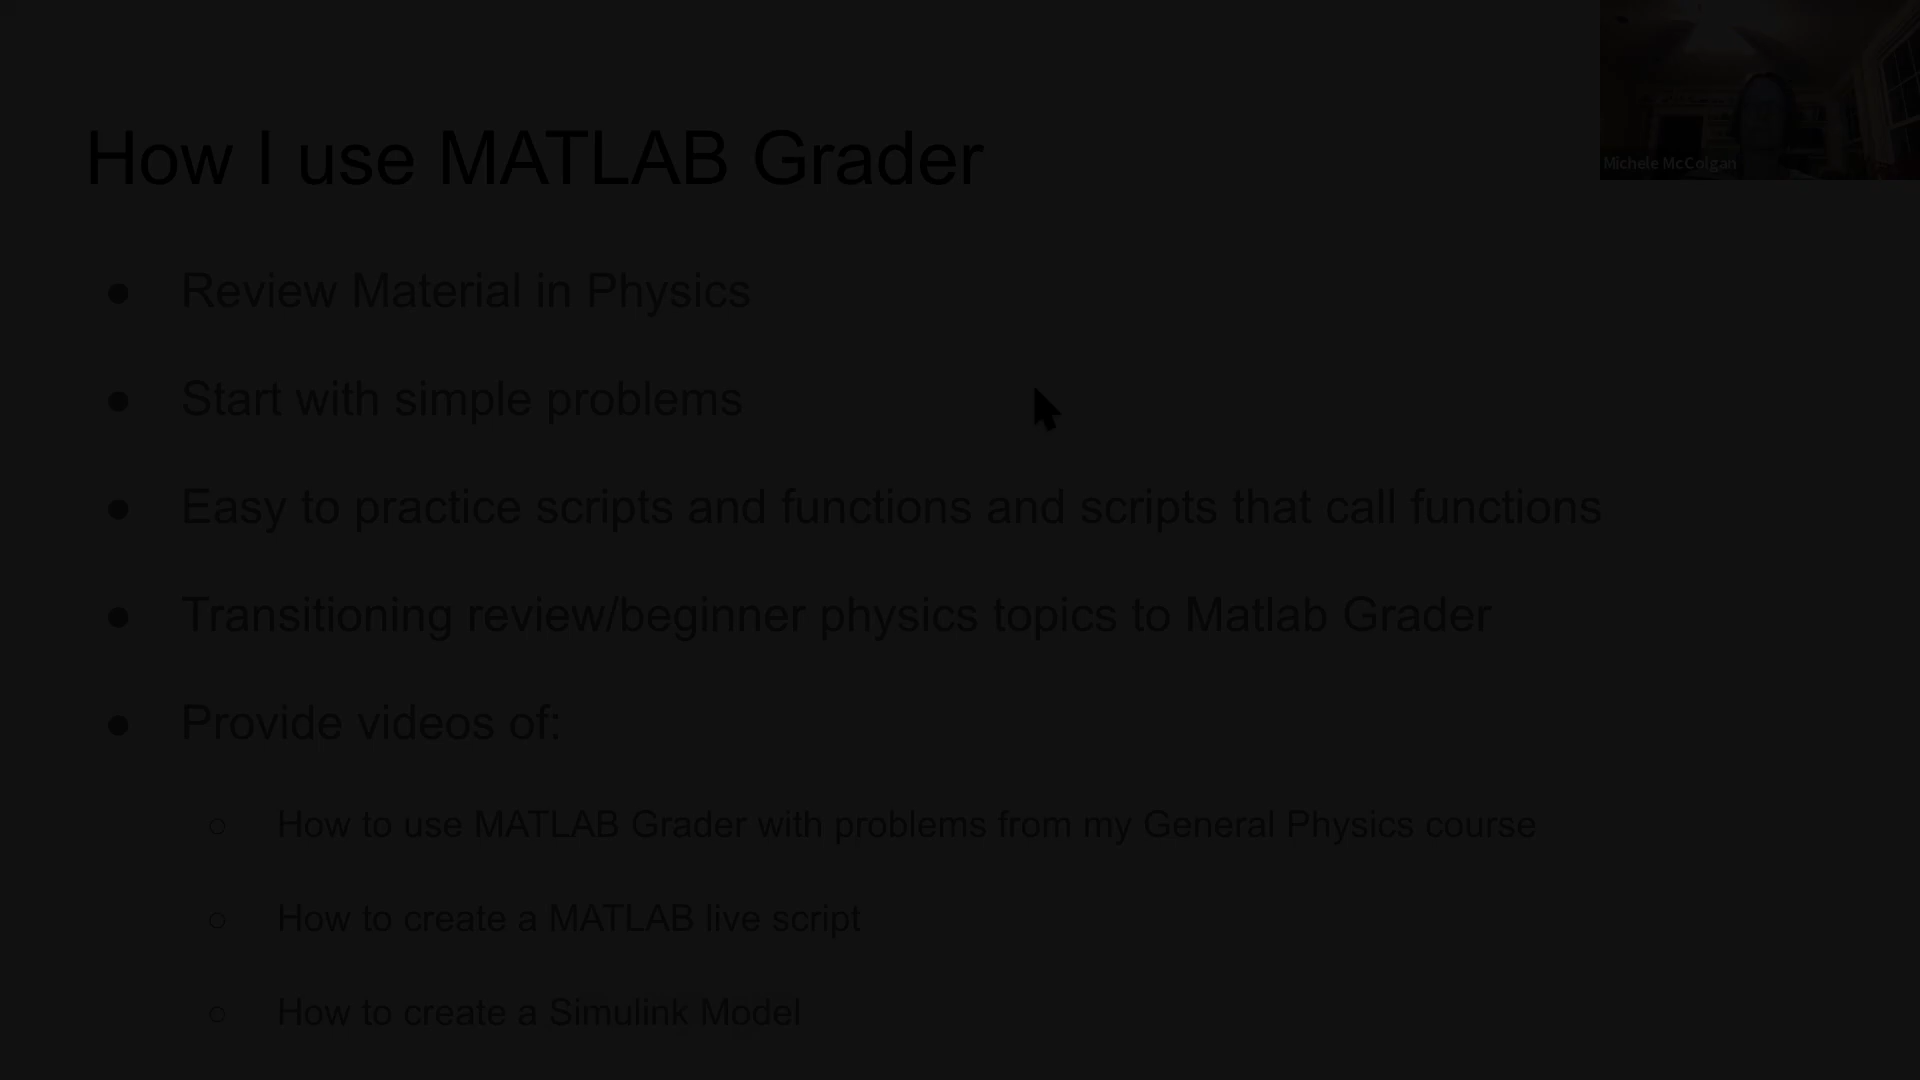 Michele McColgan
How I use MATLAB Grader
● Review Material in Physics
● Start with simple problems
● Easy to practice scripts and functions and scripts that call functions
● Transitioning review/beginner physics topics to Matlab Grader
● Provide videos of:
○ How to use MATLAB Grader with problems from my General Physics course
○ How to create a MATLAB live script
○ How to create a Simulink Model